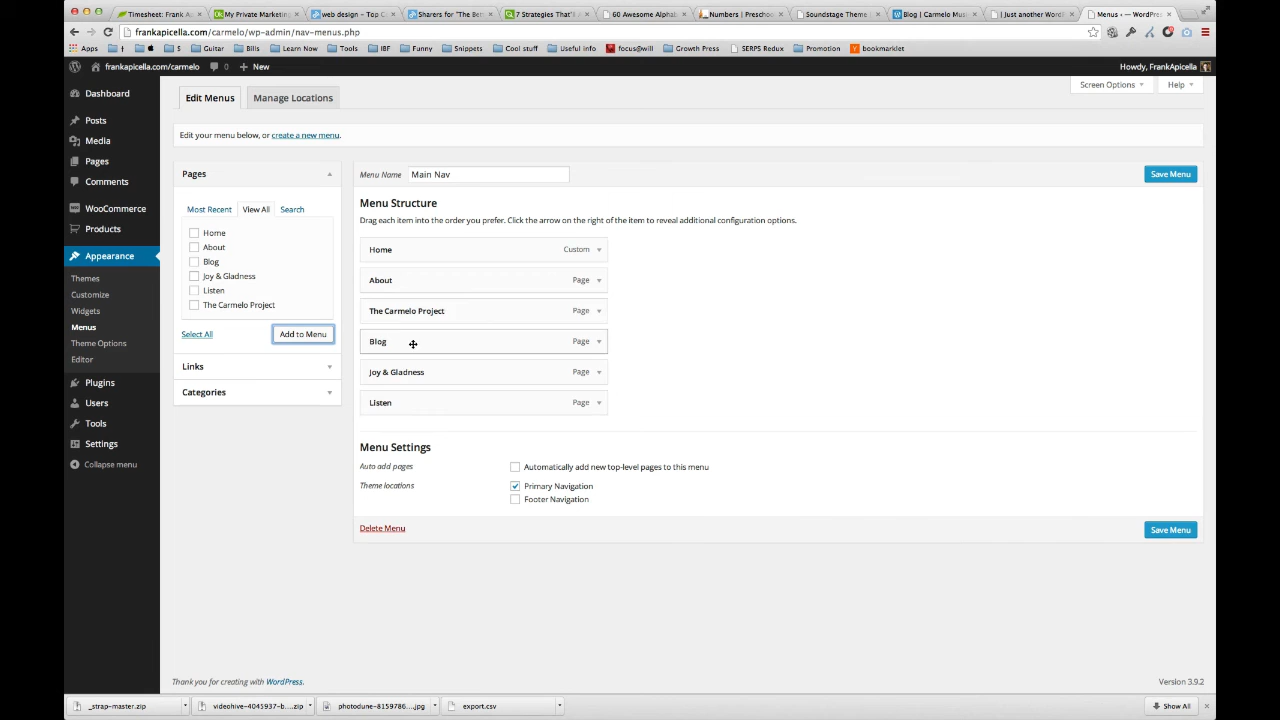 Timesheet: Frank Ap
My Private Marketing
web design - Top C
Sharers for "The Bet
7 Strategies That'll
60 Awesome Alphab
Numbers | Preschoo
Soundstage Theme
Blog | Carmelo Mus
| Just another WordP
Menus ‹ — WordPres
frankapicella.com/carmelo/wp-admin/nav-menus.php
Apps f S Guitar Bills Learn Now Tools IBF Funny Snippets Cool stuff Useful info focus@will Growth Press SERPS Redux Promotion bookmarklet
frankapicella.com/carmelo 0 New Howdy, FrankApicella
Dashboard
Posts
Media
Pages
Comments
WooCommerce
Products
Appearance
Themes
Customize
Widgets
Menus
Theme Options
Editor
Plugins
Users
Tools
Settings
Collapse menu
Screen Options Help
Edit Menus Manage Locations
Edit your menu below, or create a new menu.
Pages
Most Recent View All Search
Home
About
Blog
Joy & Gladness
Listen
The Carmelo Project
Select All Add to Menu
Links
Categories
Menu Name Main Nav Save Menu
Menu Structure
Drag each item into the order you prefer. Click the arrow on the right of the item to reveal additional configuration options.
Home Custom
About Page
The Carmelo Project Page
Blog Page
Joy & Gladness Page
Listen Page
Menu Settings
Auto add pages Automatically add new top-level pages to this menu
Theme locations Primary Navigation
Footer Navigation
Delete Menu Save Menu
Thank you for creating with WordPress. Version 3.9.2
_strap-master.zip videohive-4045937-b....zip photodune-8159786....jpg export.csv Show All